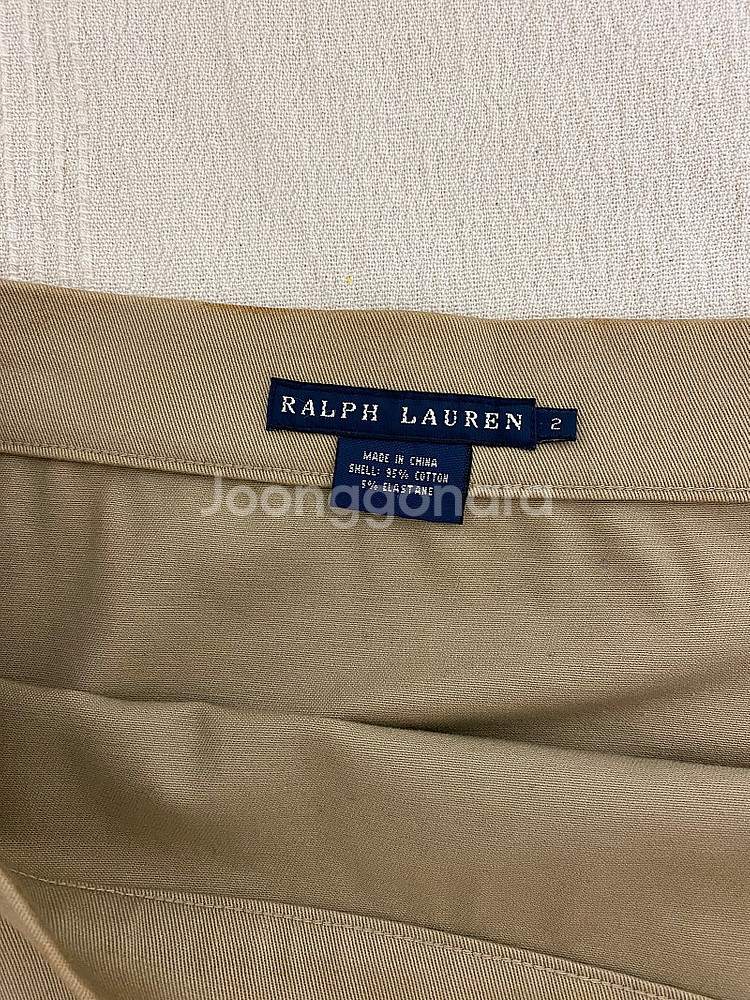 RALPH LAUREN
2
MADE IN CHINA
SHELL: 95% COTTON
5% ELASTANE
Joonggonara